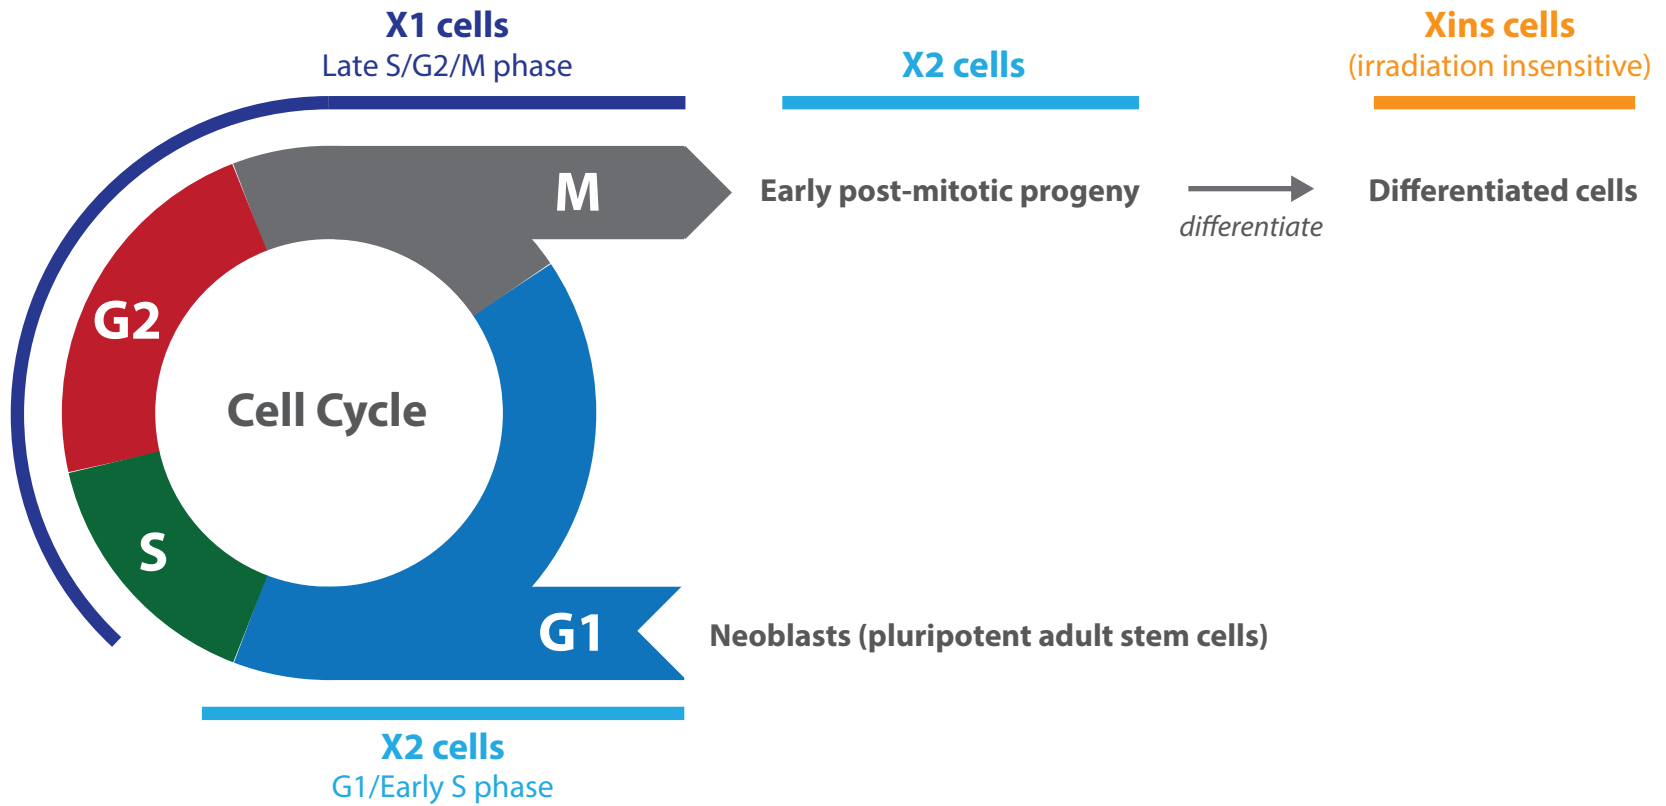 X1 cells
Late S/G2/M phase
X2 cells
Xins cells
(irradiation insensitive)
M
Early post-mitotic progeny
differentiate
Differentiated cells
G2
Cell Cycle
S
G1
Neoblasts (pluripotent adult stem cells)
X2 cells
G1/Early S phase